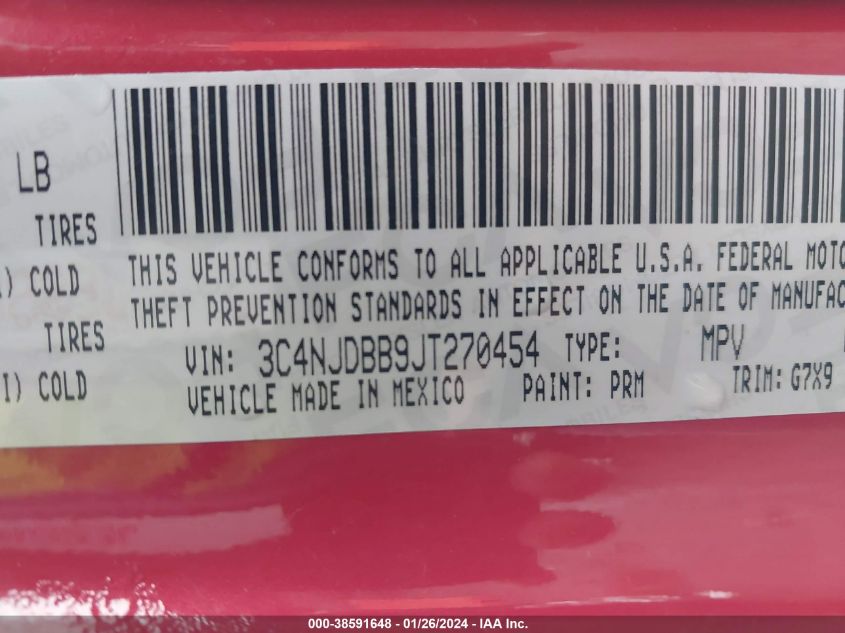 LB
TIRES
) COLD
THIS VEHICLE CONFORMS TO ALL APPLICABLE U.S.A. FEDERAL MOTO
THEFT PREVENTION STANDARDS IN EFFECT ON THE DATE OF MANUFAC
TIRES
VIN: 3C4NJDBB9JT270454 TYPE: MPV
I) COLD
VEHICLE MADE IN MEXICO PAINT: PRM TRIM: G7X9
000-38591648 - 01/26/2024 - IAA Inc.